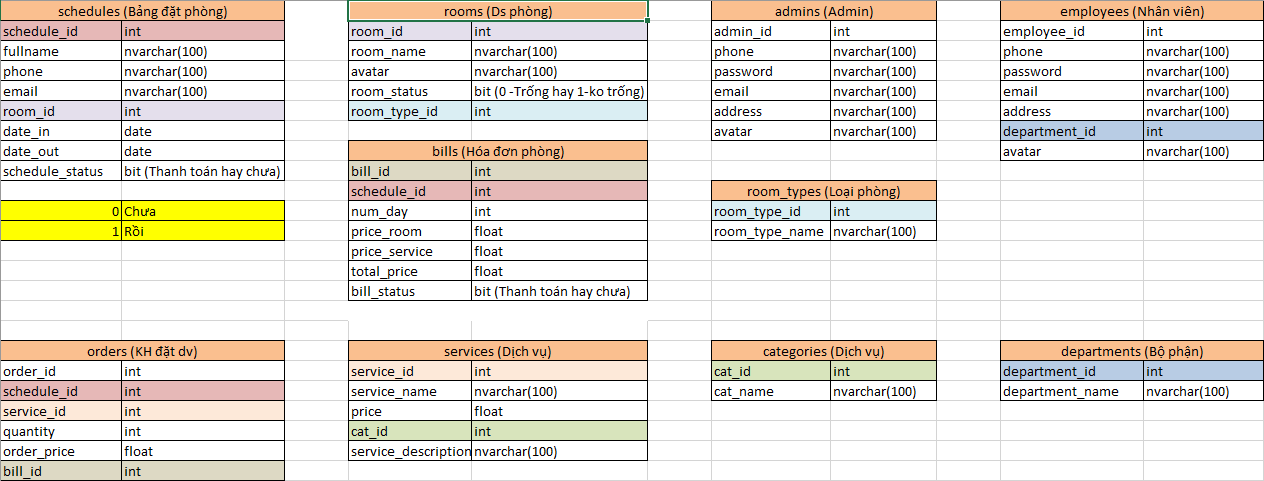 schedules (Bảng đặt phòng)
schedule_id int
fullname nvarchar(100)
phone nvarchar(100)
email nvarchar(100)
room_id int
date_in date
date_out date
schedule_status bit (Thanh toán hay chưa)
0 Chưa
1 Rồi
rooms (Ds phòng)
room_id int
room_name nvarchar(100)
avatar nvarchar(100)
room_status bit (0 -Trống hay 1-ko trống)
room_type_id int
bills (Hóa đơn phòng)
bill_id int
schedule_id int
num_day int
price_room float
price_service float
total_price float
bill_status bit (Thanh toán hay chưa)
admins (Admin)
admin_id int
phone nvarchar(100)
password nvarchar(100)
email nvarchar(100)
address nvarchar(100)
avatar nvarchar(100)
room_types (Loại phòng)
room_type_id int
room_type_name nvarchar(100)
employees (Nhân viên)
employee_id int
phone nvarchar(100)
password nvarchar(100)
email nvarchar(100)
address nvarchar(100)
department_id int
avatar nvarchar(100)
orders (KH đặt dv)
order_id int
schedule_id int
service_id int
quantity int
order_price float
bill_id int
services (Dịch vụ)
service_id int
service_name nvarchar(100)
price float
cat_id int
service_description nvarchar(100)
categories (Dịch vụ)
cat_id int
cat_name nvarchar(100)
departments (Bộ phận)
department_id int
department_name nvarchar(100)